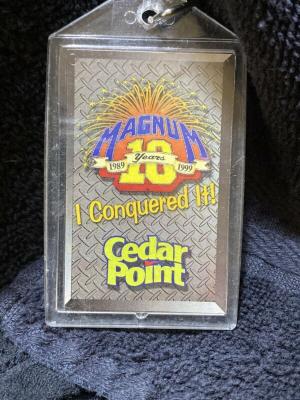 MAGNUM
1989 Years 1999
10
I Conquered It!
Cedar
Point